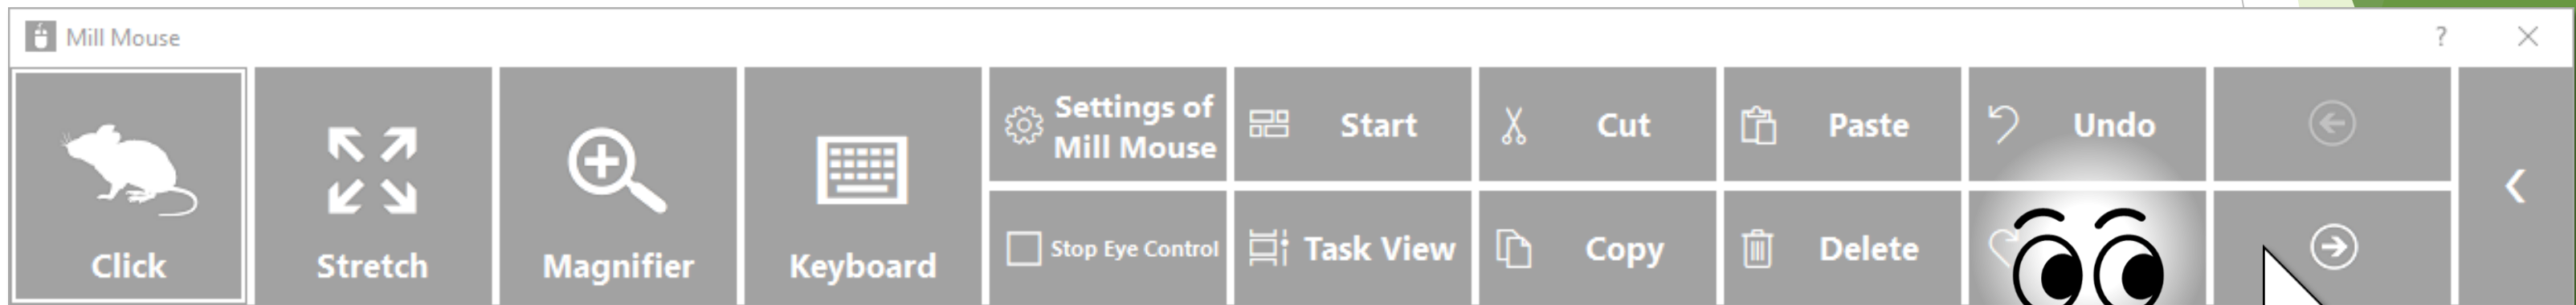 Mill Mouse
?
Click
Stretch
Magnifier
Keyboard
Settings of
Mill Mouse
Start
Cut
Paste
Undo
Stop Eye Control
Task View
Copy
Delete